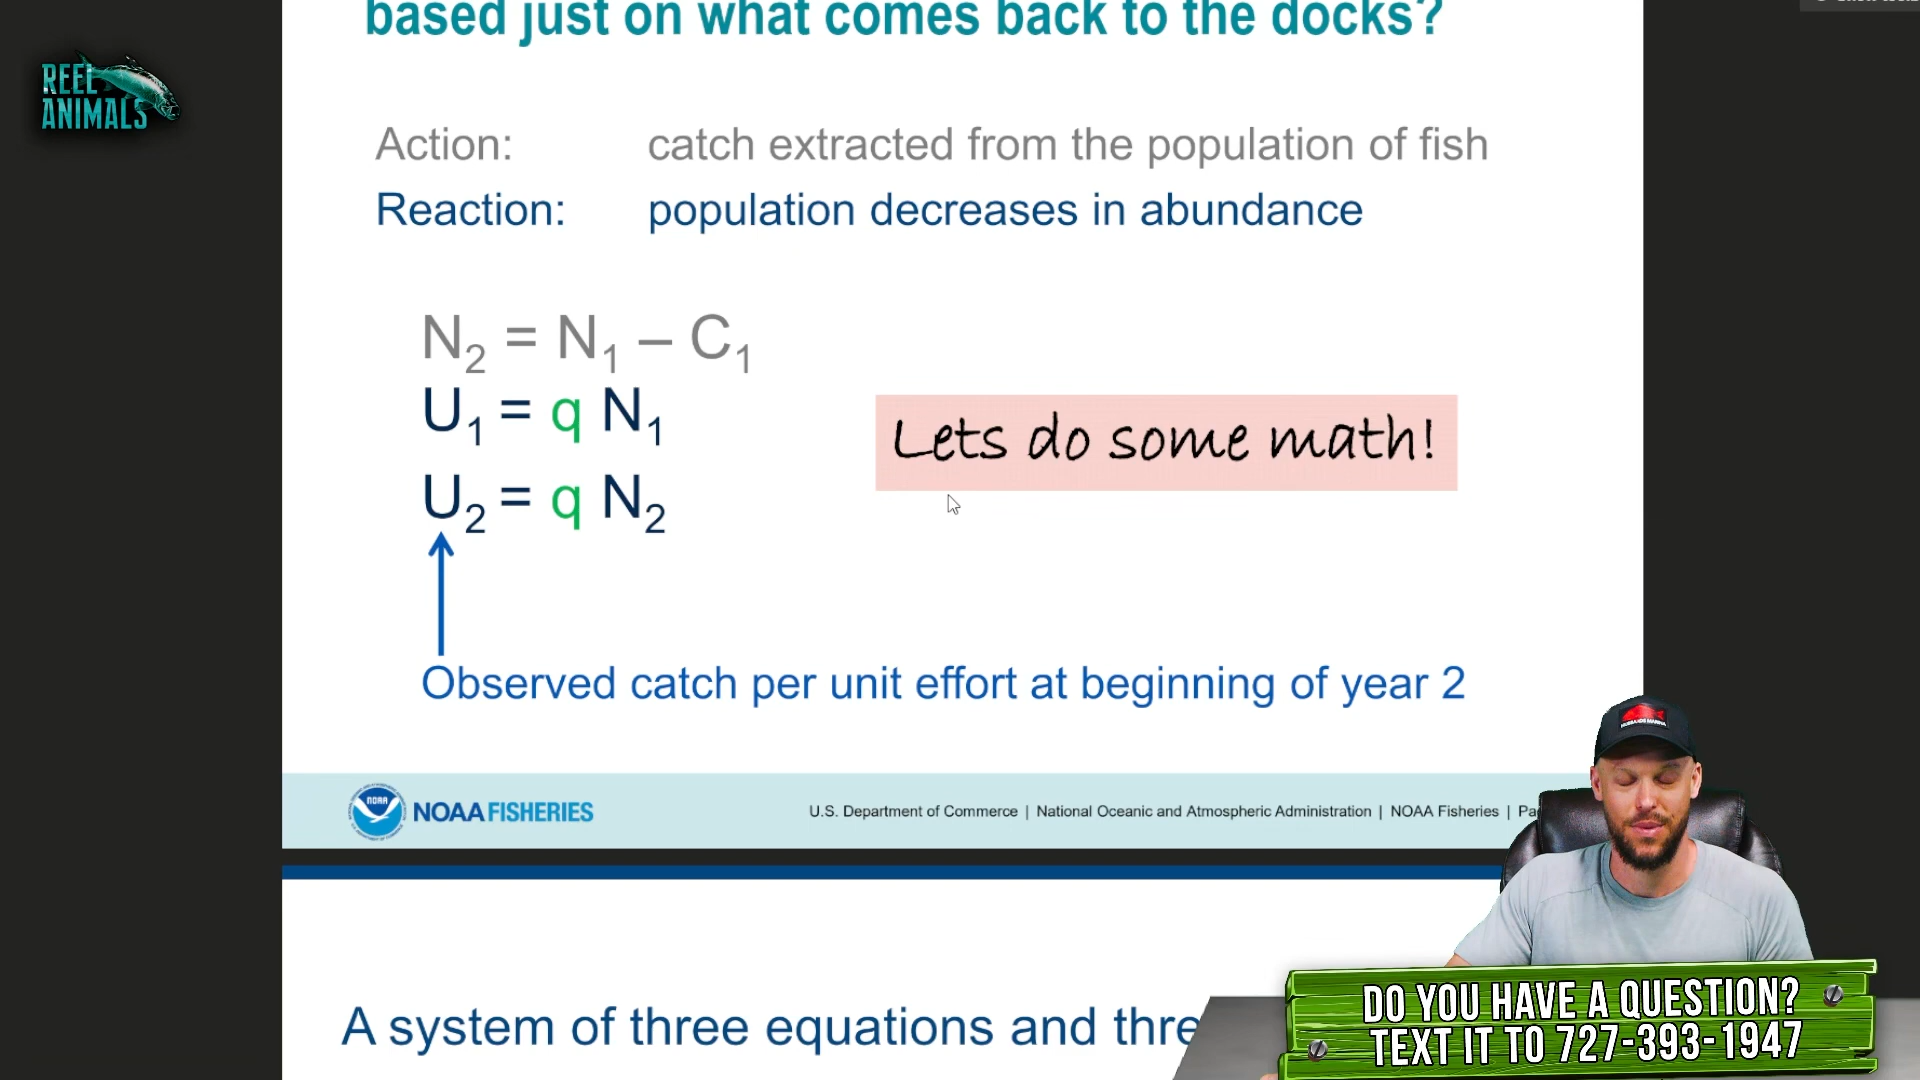 based just on what comes back to the docks?
REEL
ANIMALS
Action: catch extracted from the population of fish
Reaction: population decreases in abundance
N2 = N1 – C1
U1 = q N1
U2 = q N2
Lets do some math!
Observed catch per unit effort at beginning of year 2
NOAA
NOAA FISHERIES
U.S. Department of Commerce | National Oceanic and Atmospheric Administration | NOAA Fisheries |
A system of three equations and
DO YOU HAVE A QUESTION?
TEXT IT TO 727-393-1947